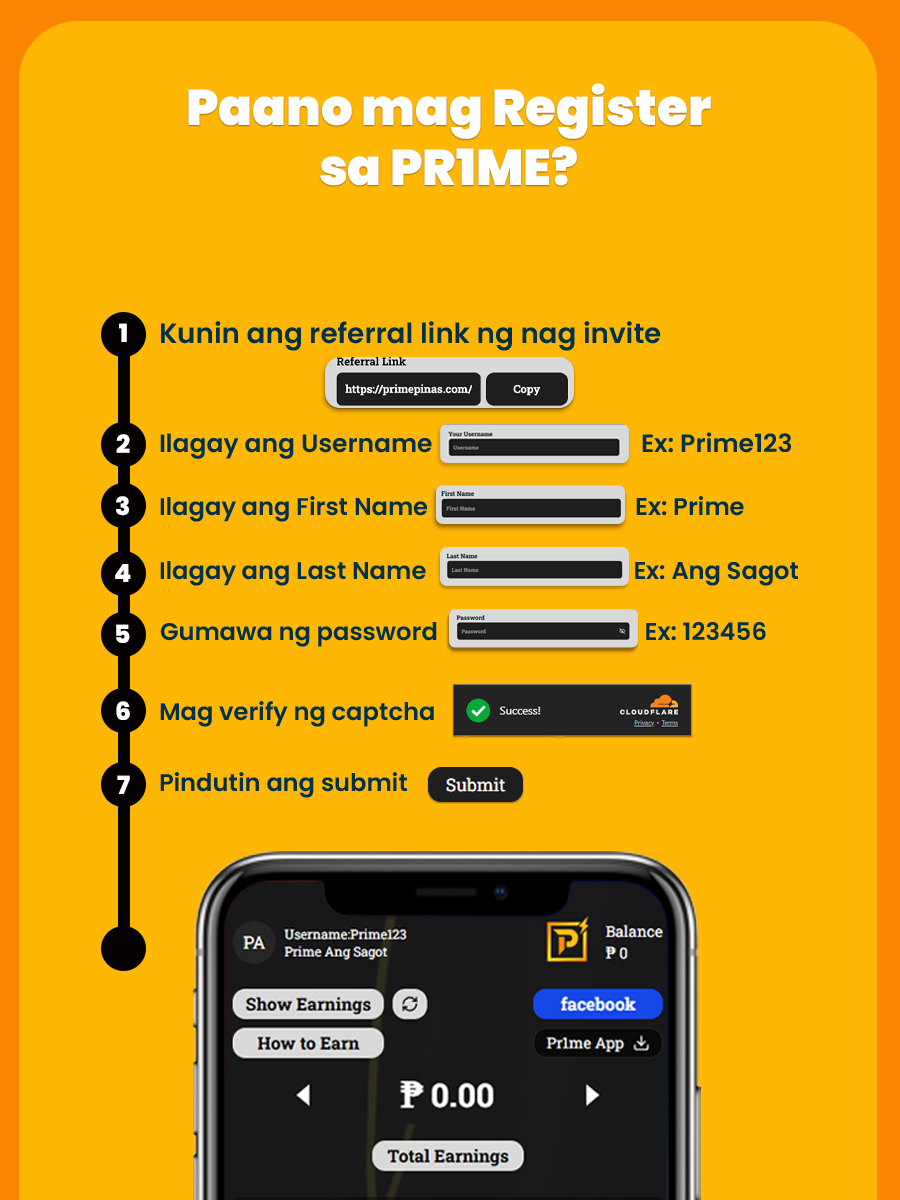 Paano mag Register
sa PR1ME?
1 Kunin ang referral link ng nag invite
Referral Link
https://primepinas.com/ Copy
2 Ilagay ang Username Ex: Prime123
Your Username
Username
3 Ilagay ang First Name Ex: Prime
First Name
First Name
4 Ilagay ang Last Name Ex: Ang Sagot
Last Name
Last Name
5 Gumawa ng password Ex: 123456
Password
Password
6 Mag verify ng captcha
Success!
CLOUDFLARE
Privacy • Terms
7 Pindutin ang submit Submit
PA
Username:Prime123
Prime Ang Sagot
P
Balance
₱ 0
Show Earnings
facebook
How to Earn
Pr1me App
₱ 0.00
Total Earnings